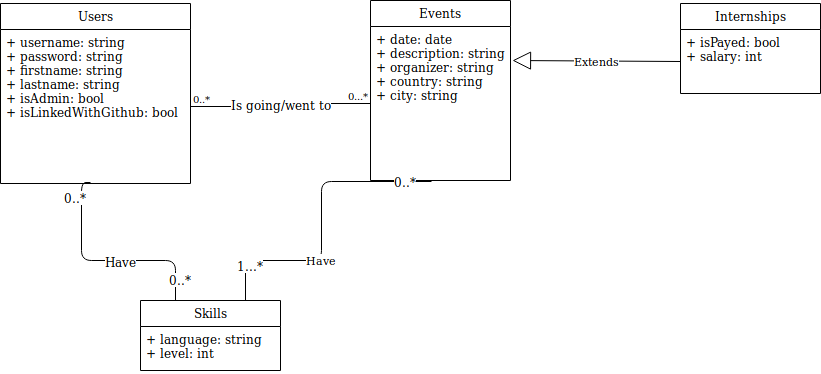 Users
+ username: string
+ password: string
+ firstname: string
+ lastname: string
+ isAdmin: bool
+ isLinkedWithGithub: bool
Events
+ date: date
+ description: string
+ organizer: string
+ country: string
+ city: string
Internships
+ isPayed: bool
+ salary: int
Extends
0..*
Is going/went to
0...*
0..*
Have
0..*
0..*
Have
1...*
Skills
+ language: string
+ level: int